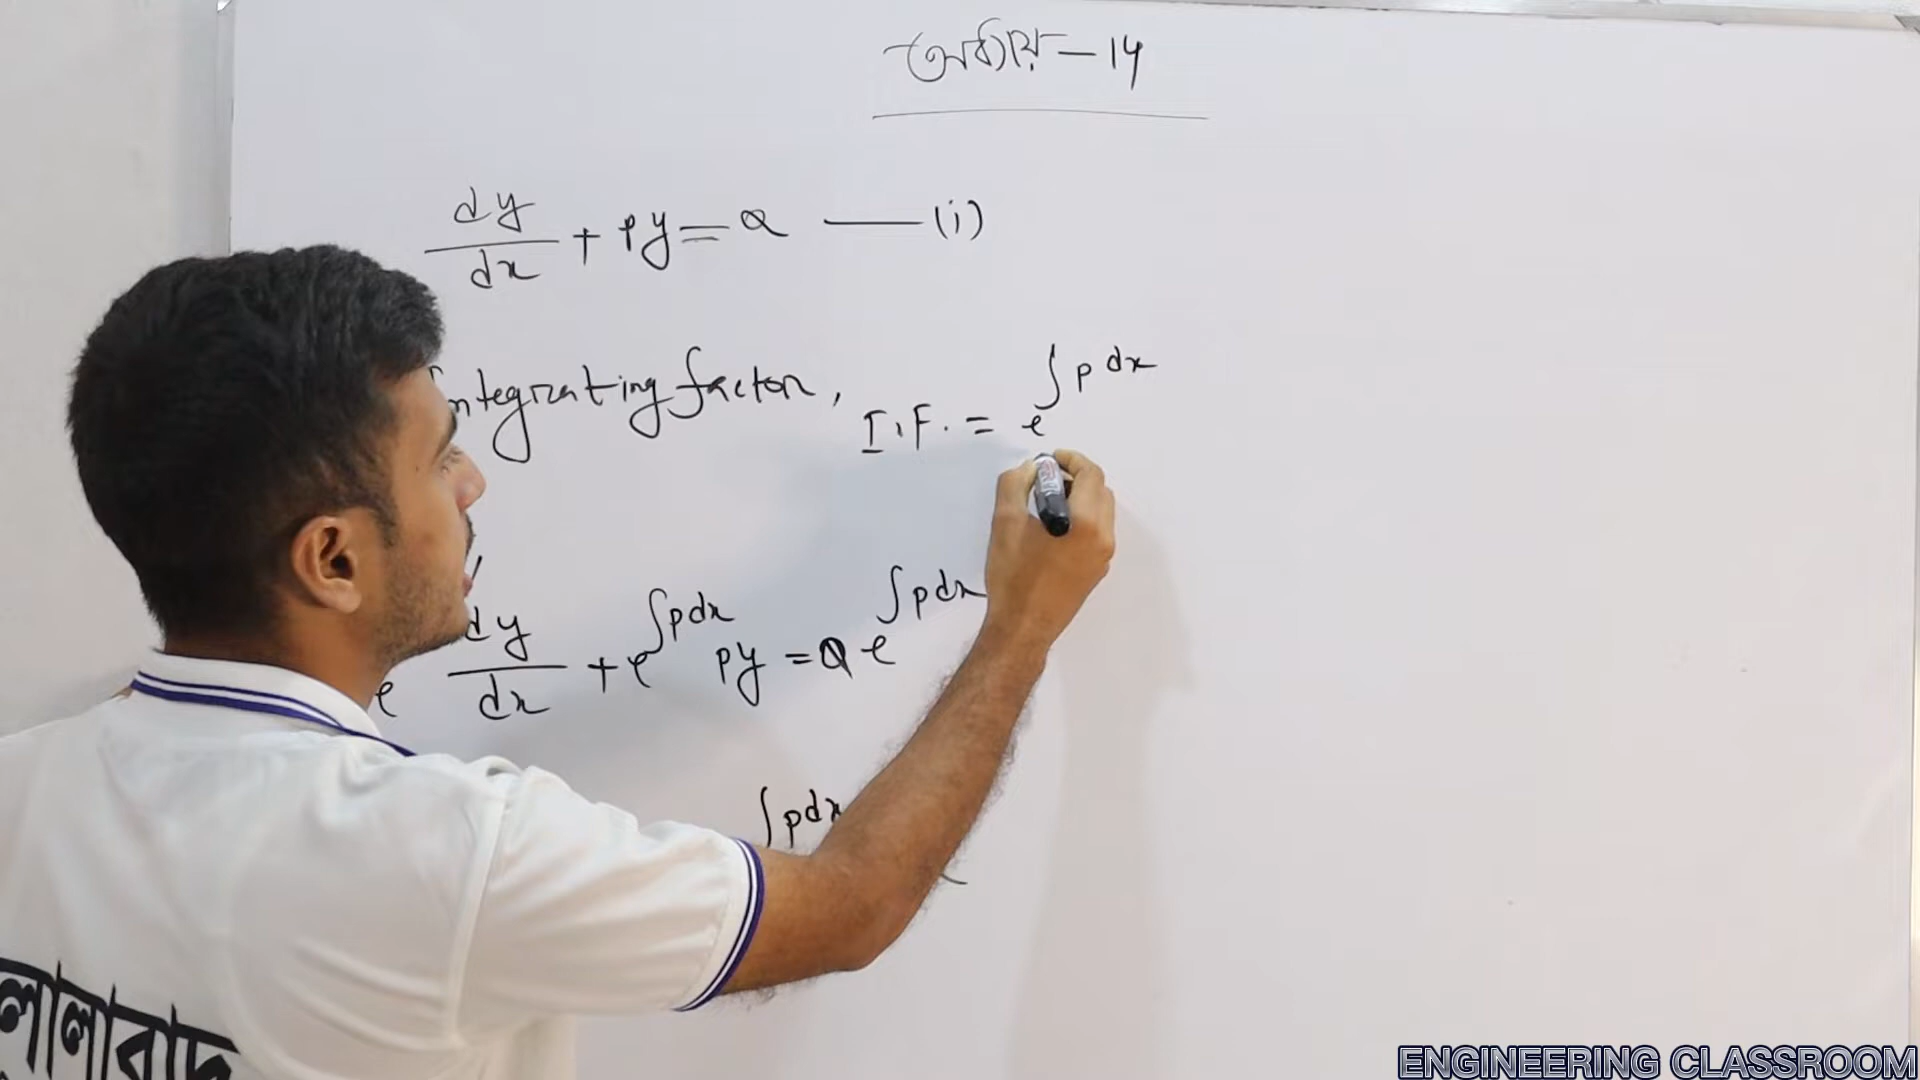 অধ্যায় – 14
dy/dx + py = Q —— (i)
Integrating factor, I.F. = e^∫p dx
e dy/dx + e^∫pdx py = Q e^∫pdx
∫pdx
ENGINEERING CLASSROOM